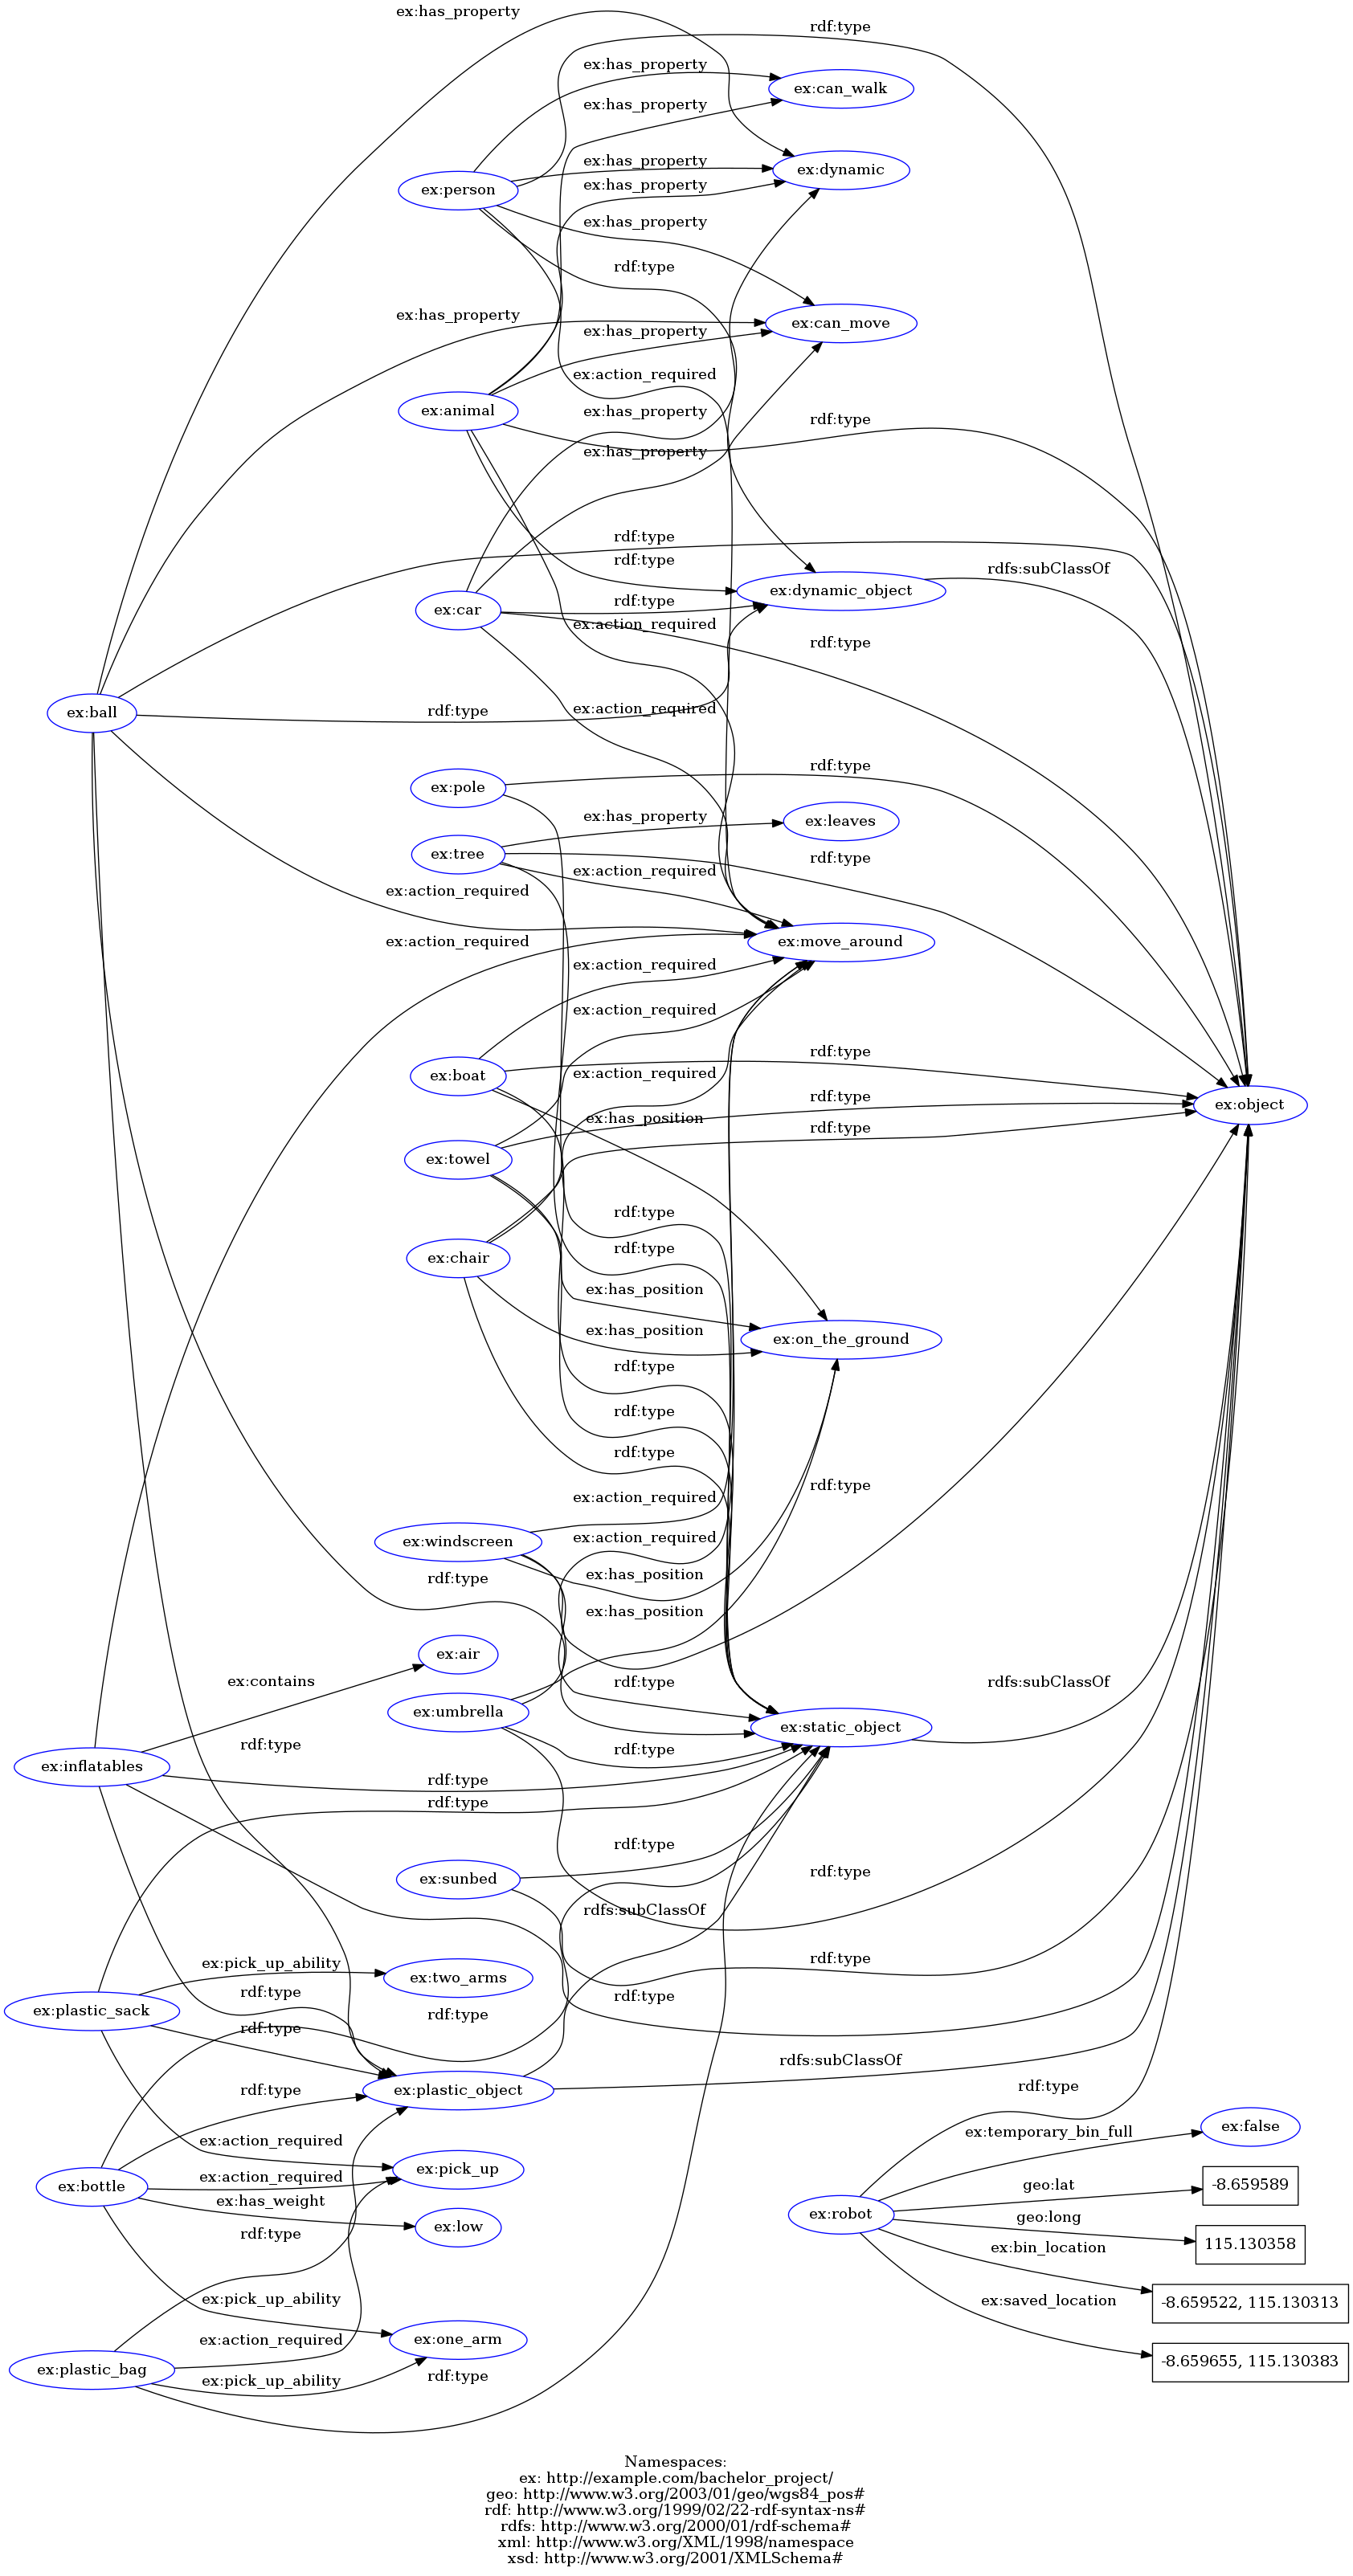 ex:has_property
rdf:type
ex:has_property
ex:can_walk
ex:has_property
ex:has_property
ex:dynamic
ex:person
ex:has_property
ex:has_property
rdf:type
ex:has_property
ex:can_move
ex:has_property
ex:action_required
ex:animal
ex:has_property
rdf:type
ex:has_property
rdf:type
rdf:type
rdfs:subClassOf
ex:dynamic_object
rdf:type
ex:car
ex:action_required
rdf:type
ex:ball
rdf:type
ex:action_required
rdf:type
ex:pole
ex:has_property
ex:leaves
ex:tree
rdf:type
ex:action_required
ex:action_required
ex:action_required
ex:move_around
ex:action_required
ex:action_required
rdf:type
ex:action_required
ex:boat
rdf:type
ex:object
ex:has_position
rdf:type
ex:towel
rdf:type
rdf:type
ex:chair
ex:has_position
ex:has_position
ex:on_the_ground
rdf:type
rdf:type
rdf:type
rdf:type
ex:action_required
ex:action_required
ex:windscreen
ex:has_position
rdf:type
ex:has_position
ex:air
ex:contains
rdf:type
rdfs:subClassOf
ex:umbrella
ex:static_object
rdf:type
rdf:type
ex:inflatables
rdf:type
rdf:type
rdf:type
rdf:type
ex:sunbed
rdfs:subClassOf
rdf:type
ex:pick_up_ability
ex:two_arms
rdf:type
rdf:type
ex:plastic_sack
rdf:type
rdf:type
rdfs:subClassOf
rdf:type
ex:plastic_object
rdf:type
ex:temporary_bin_full
ex:false
ex:action_required
ex:pick_up
ex:action_required
ex:bottle
geo:lat
-8.659589
ex:has_weight
ex:low
ex:robot
geo:long
rdf:type
115.130358
ex:bin_location
ex:pick_up_ability
ex:saved_location
-8.659522, 115.130313
ex:action_required
ex:one_arm
-8.659655, 115.130383
ex:plastic_bag
ex:pick_up_ability
rdf:type
Namespaces:
ex: http://example.com/bachelor_project/
geo: http://www.w3.org/2003/01/geo/wgs84_pos#
rdf: http://www.w3.org/1999/02/22-rdf-syntax-ns#
rdfs: http://www.w3.org/2000/01/rdf-schema#
xml: http://www.w3.org/XML/1998/namespace
xsd: http://www.w3.org/2001/XMLSchema#